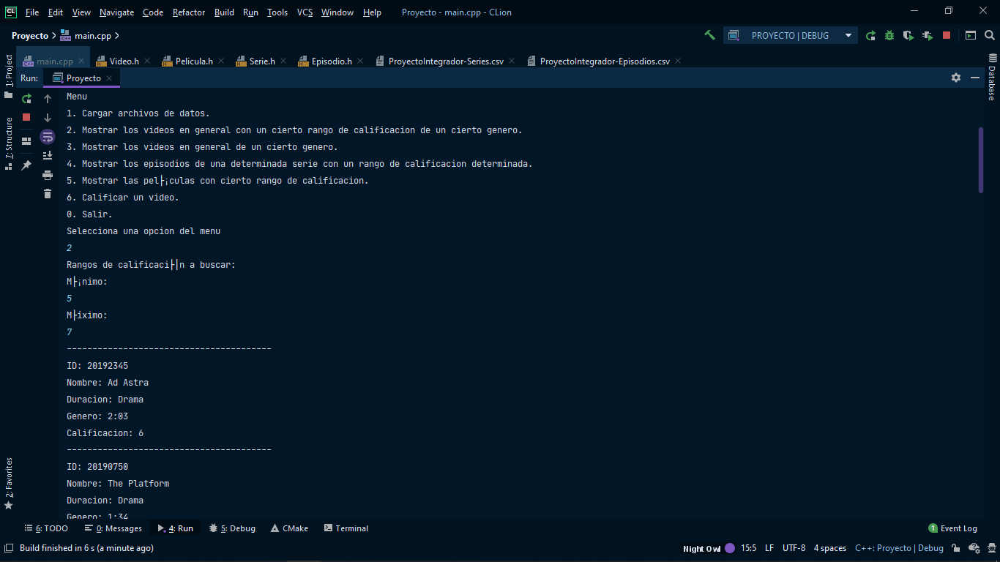 CL File Edit View Navigate Code Refactor Build Run Tools VCS Window Help Proyecto - main.cpp - CLion
Proyecto main.cpp PROYECTO | DEBUG
main.cpp Video.h Pelicula.h Serie.h Episodio.h ProyectoIntegrador-Series.csv ProyectoIntegrador-Episodios.csv
1: Project
7: Structure
2: Favorites
Database
Run: Proyecto
Menu
1. Cargar archivos de datos.
2. Mostrar los videos en general con un cierto rango de calificacion de un cierto genero.
3. Mostrar los videos en general de un cierto genero.
4. Mostrar los episodios de una determinada serie con un rango de calificacion determinada.
5. Mostrar las pel├¡culas con cierto rango de calificacion.
6. Calificar un video.
0. Salir.
Selecciona una opcion del menu
2
Rangos de calificaci├│n a buscar:
M├¡nimo:
5
M├íximo:
7
----------------------------------------
ID: 20192345
Nombre: Ad Astra
Duracion: Drama
Genero: 2:03
Calificacion: 6
----------------------------------------
ID: 20190750
Nombre: The Platform
Duracion: Drama
Genero: 1:34
6: TODO 0: Messages 4: Run 5: Debug CMake Terminal 1 Event Log
Build finished in 6 s (a minute ago) Night Owl 15:5 LF UTF-8 4 spaces C++: Proyecto | Debug